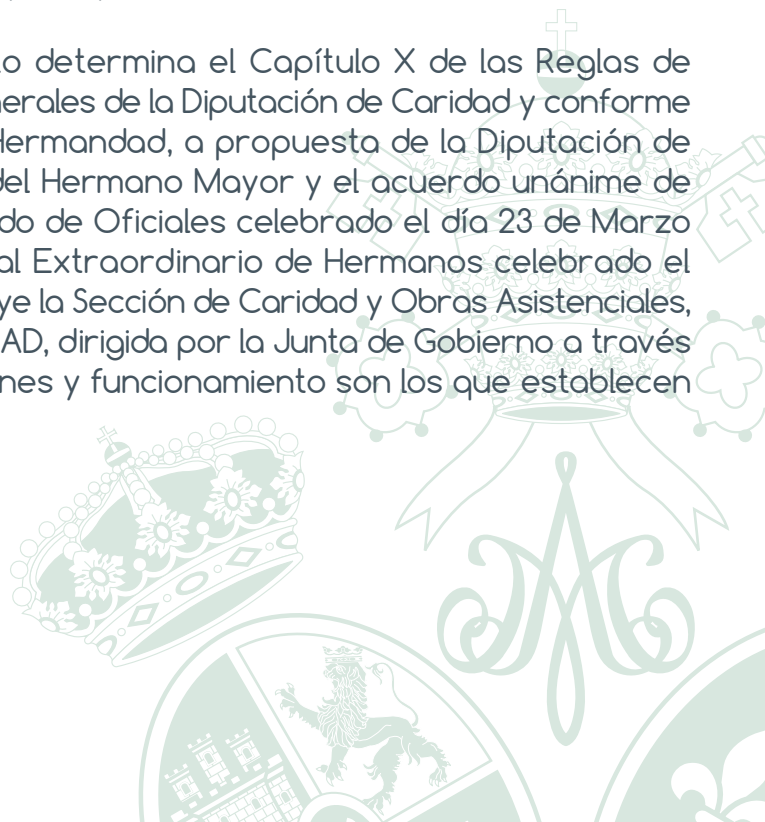 lo determina el Capítulo X de las Reglas de
nerales de la Diputación de Caridad y conforme
Hermandad, a propuesta de la Diputación de
del Hermano Mayor y el acuerdo unánime de
do de Oficiales celebrado el día 23 de Marzo
al Extraordinario de Hermanos celebrado el
ye la Sección de Caridad y Obras Asistenciales,
AD, dirigida por la Junta de Gobierno a través
nes y funcionamiento son los que establecen